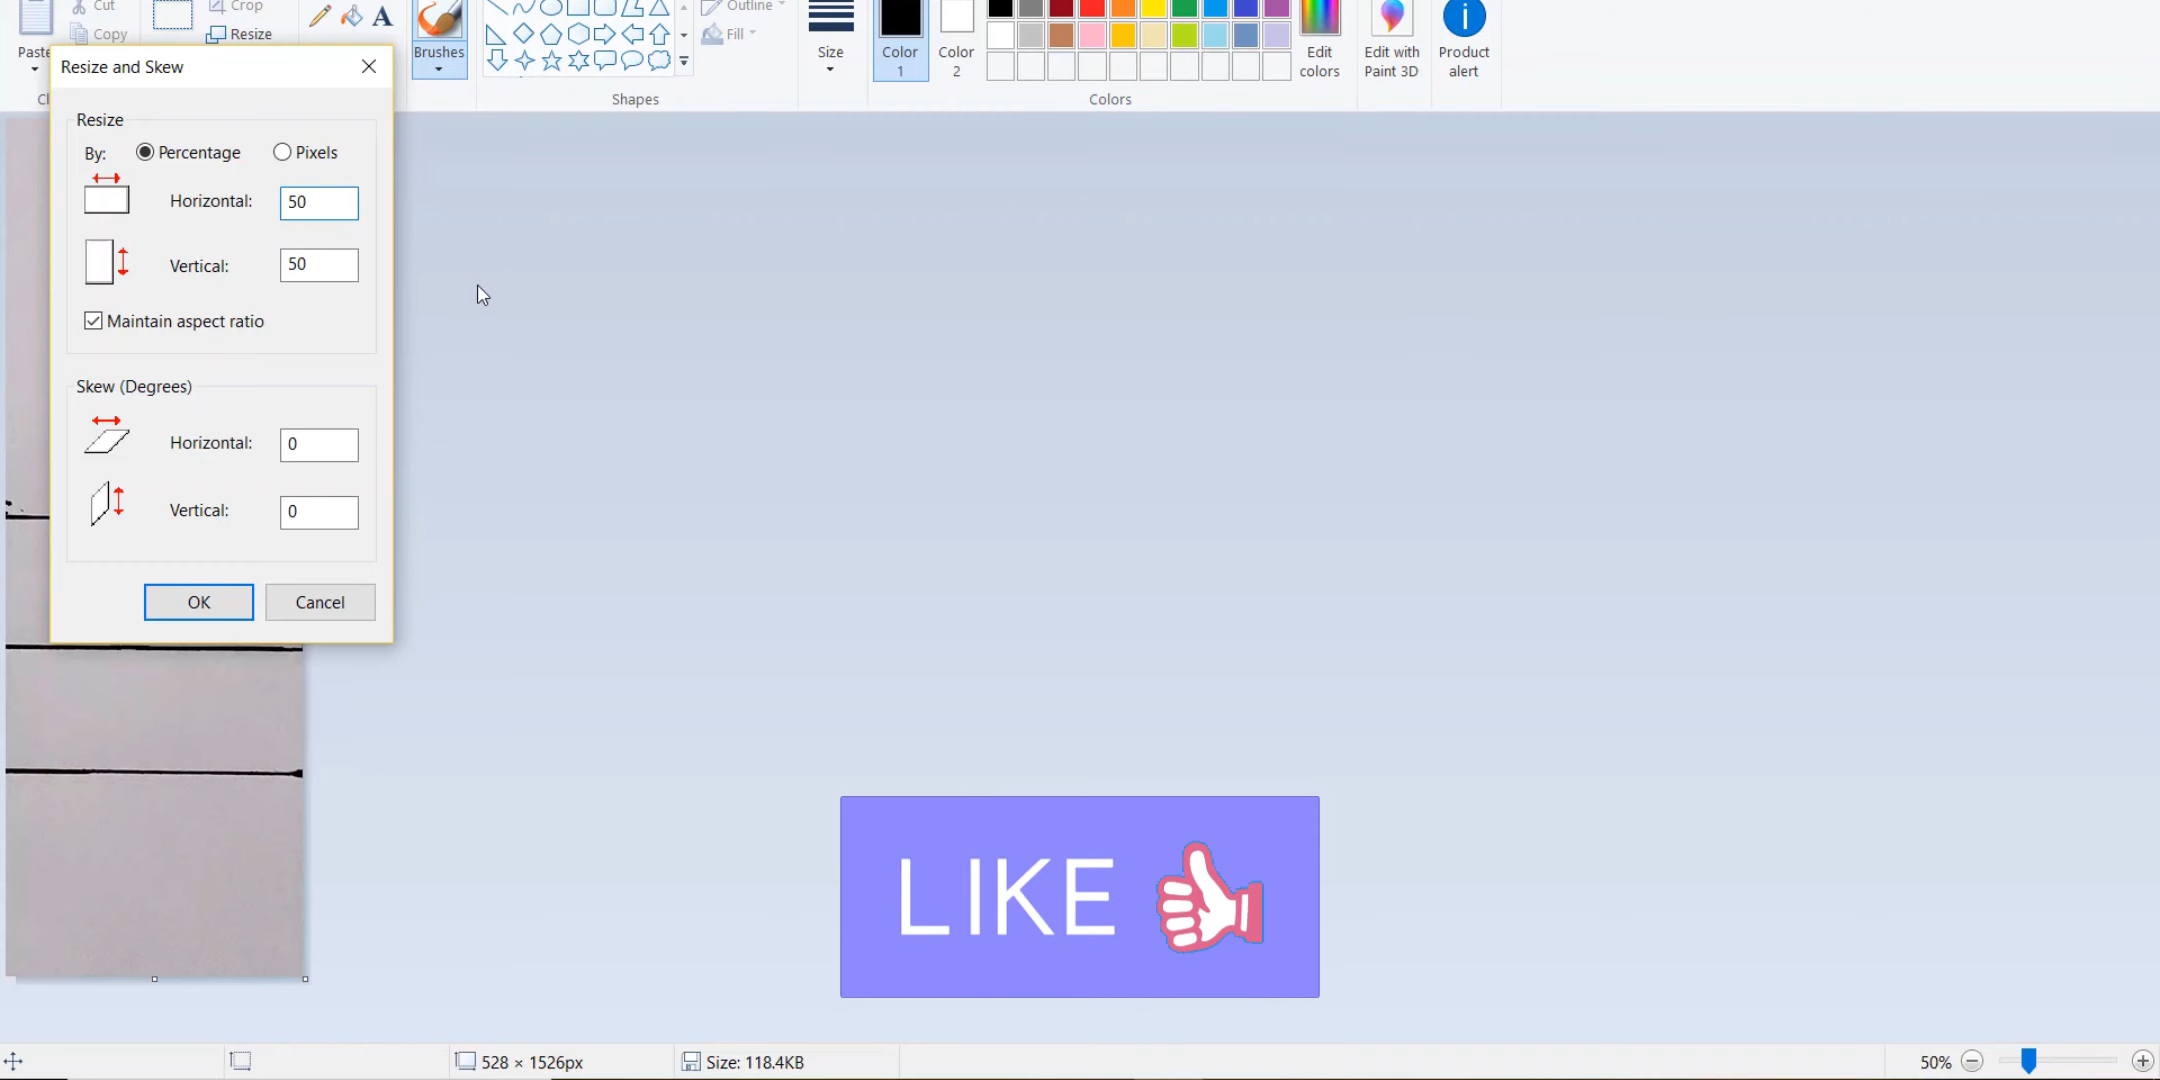 Cut
Crop
Outline
Copy
Resize
Fill
Paste
Brushes
Size
Color
1
Color
2
Edit
colors
Edit with
Paint 3D
Product
alert
Shapes
Colors
Resize and Skew
Resize
By:
Percentage
Pixels
Horizontal:
50
Vertical:
50
Maintain aspect ratio
Skew (Degrees)
Horizontal:
0
Vertical:
0
OK
Cancel
LIKE
528 × 1526px
Size: 118.4KB
50%